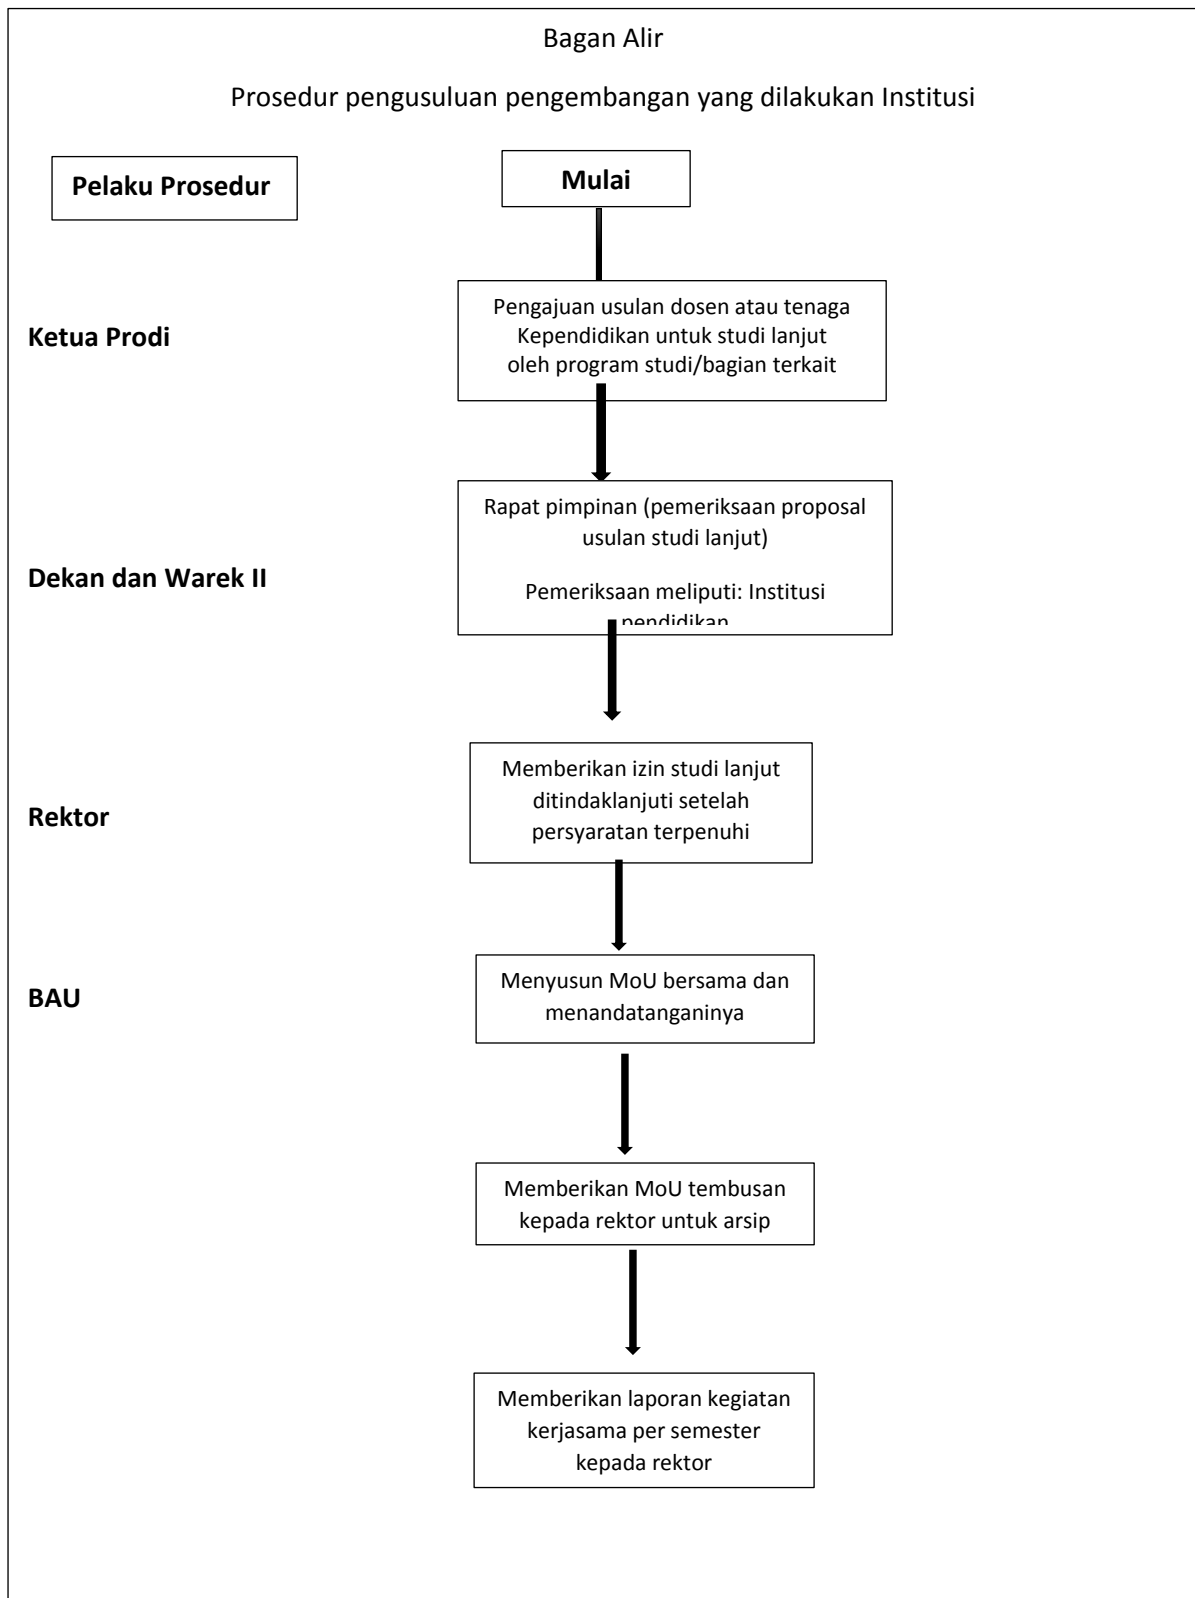 Bagan Alir
Prosedur pengusuluan pengembangan yang dilakukan Institusi
Pelaku Prosedur
Mulai
Ketua Prodi
Pengajuan usulan dosen atau tenaga
Kependidikan untuk studi lanjut
oleh program studi/bagian terkait
Dekan dan Warek II
Rapat pimpinan (pemeriksaan proposal
usulan studi lanjut)
Pemeriksaan meliputi: Institusi
pendidikan
Rektor
Memberikan izin studi lanjut
ditindaklanjuti setelah
persyaratan terpenuhi
BAU
Menyusun MoU bersama dan
menandatanganinya
Memberikan MoU tembusan
kepada rektor untuk arsip
Memberikan laporan kegiatan
kerjasama per semester
kepada rektor